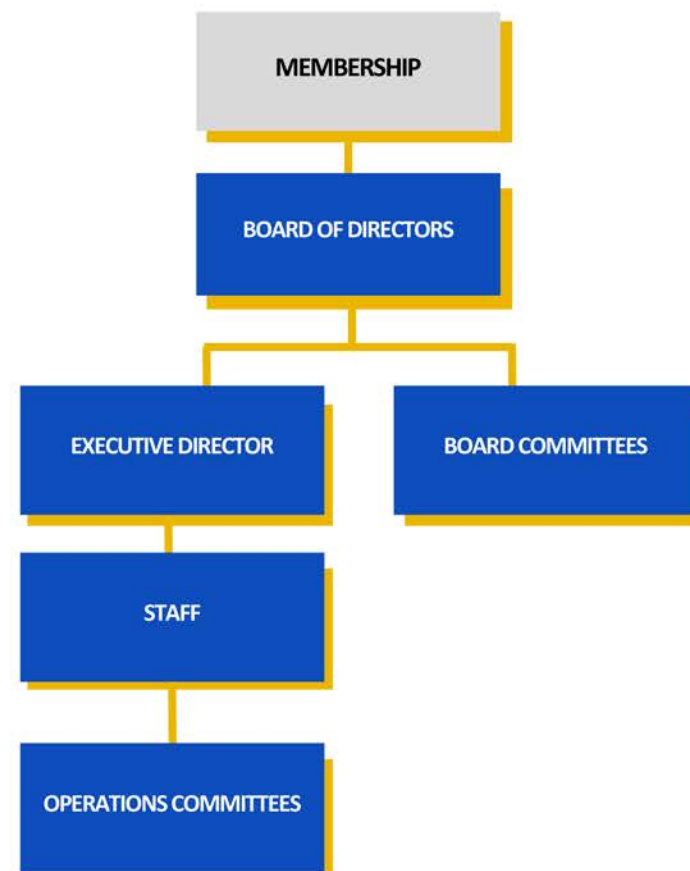 MEMBERSHIP
BOARD OF DIRECTORS
EXECUTIVE DIRECTOR
BOARD COMMITTEES
STAFF
OPERATIONS COMMITTEES